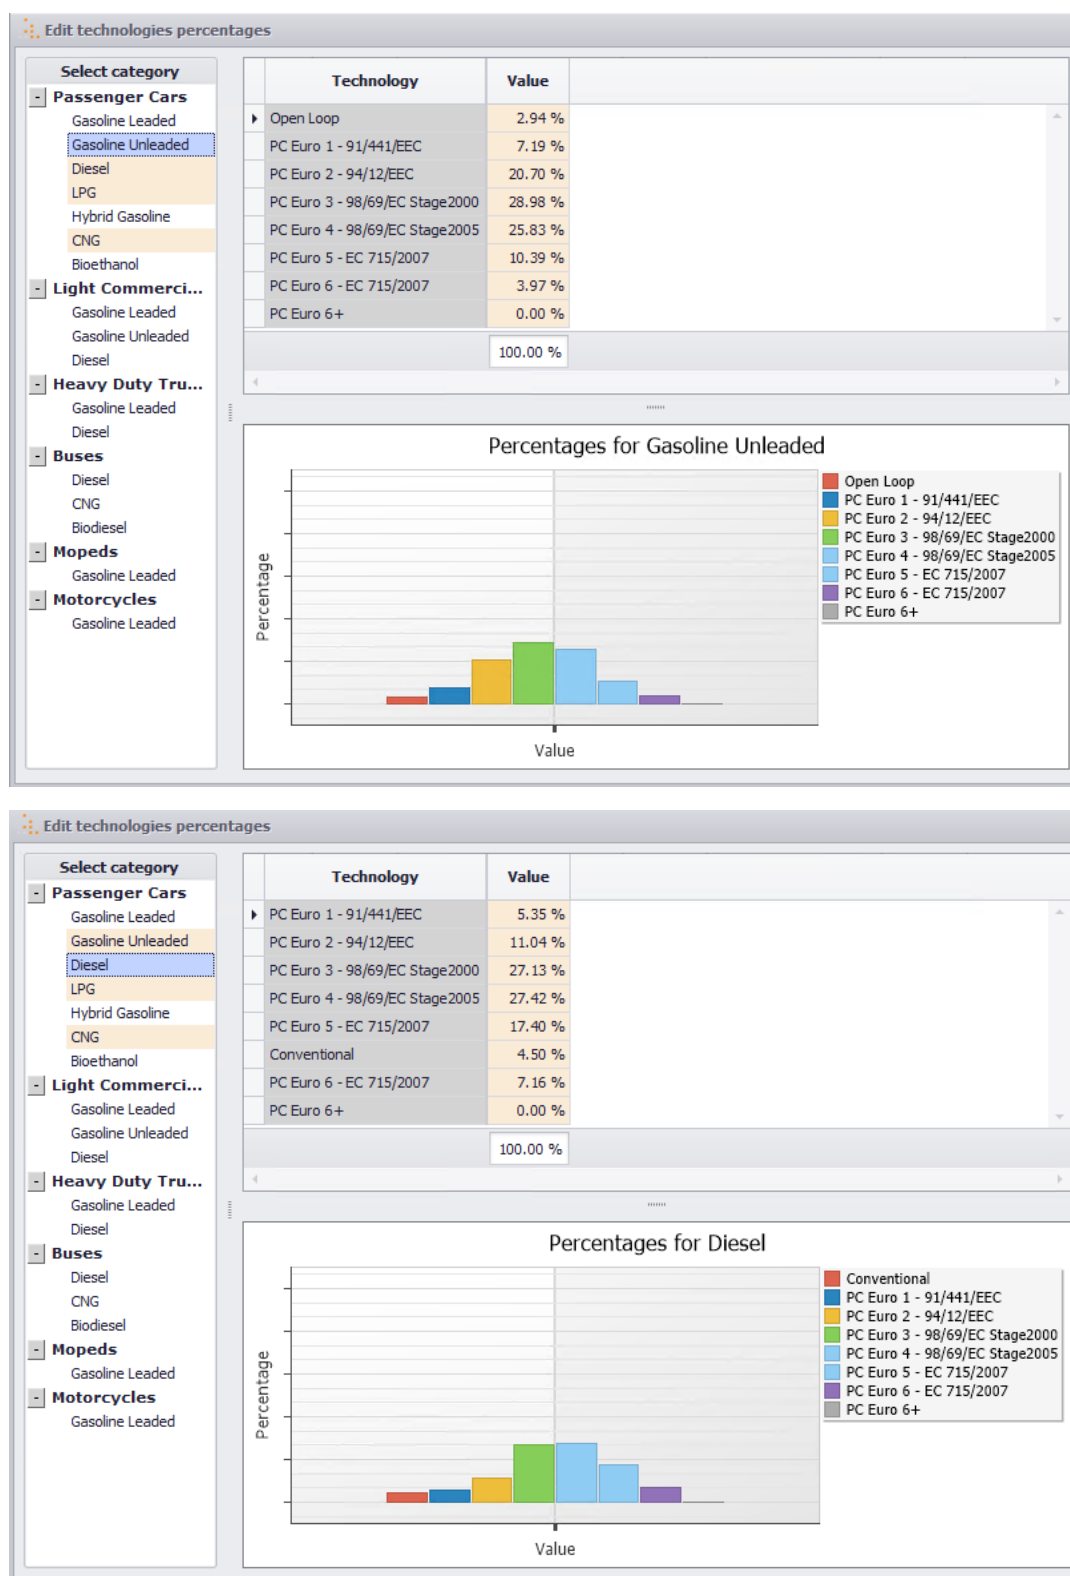 Edit technologies percentages
Select category
- Passenger Cars
Gasoline Leaded
Gasoline Unleaded
Diesel
LPG
Hybrid Gasoline
CNG
Bioethanol
- Light Commerci...
Gasoline Leaded
Gasoline Unleaded
Diesel
- Heavy Duty Tru...
Gasoline Leaded
Diesel
- Buses
Diesel
CNG
Biodiesel
- Mopeds
Gasoline Leaded
- Motorcycles
Gasoline Leaded
Technology Value
Open Loop 2.94 %
PC Euro 1 - 91/441/EEC 7.19 %
PC Euro 2 - 94/12/EEC 20.70 %
PC Euro 3 - 98/69/EC Stage2000 28.98 %
PC Euro 4 - 98/69/EC Stage2005 25.83 %
PC Euro 5 - EC 715/2007 10.39 %
PC Euro 6 - EC 715/2007 3.97 %
PC Euro 6+ 0.00 %
100.00 %
Percentages for Gasoline Unleaded
Percentage
Value
Open Loop
PC Euro 1 - 91/441/EEC
PC Euro 2 - 94/12/EEC
PC Euro 3 - 98/69/EC Stage2000
PC Euro 4 - 98/69/EC Stage2005
PC Euro 5 - EC 715/2007
PC Euro 6 - EC 715/2007
PC Euro 6+
Edit technologies percentages
Select category
- Passenger Cars
Gasoline Leaded
Gasoline Unleaded
Diesel
LPG
Hybrid Gasoline
CNG
Bioethanol
- Light Commerci...
Gasoline Leaded
Gasoline Unleaded
Diesel
- Heavy Duty Tru...
Gasoline Leaded
Diesel
- Buses
Diesel
CNG
Biodiesel
- Mopeds
Gasoline Leaded
- Motorcycles
Gasoline Leaded
Technology Value
PC Euro 1 - 91/441/EEC 5.35 %
PC Euro 2 - 94/12/EEC 11.04 %
PC Euro 3 - 98/69/EC Stage2000 27.13 %
PC Euro 4 - 98/69/EC Stage2005 27.42 %
PC Euro 5 - EC 715/2007 17.40 %
Conventional 4.50 %
PC Euro 6 - EC 715/2007 7.16 %
PC Euro 6+ 0.00 %
100.00 %
Percentages for Diesel
Percentage
Value
Conventional
PC Euro 1 - 91/441/EEC
PC Euro 2 - 94/12/EEC
PC Euro 3 - 98/69/EC Stage2000
PC Euro 4 - 98/69/EC Stage2005
PC Euro 5 - EC 715/2007
PC Euro 6 - EC 715/2007
PC Euro 6+